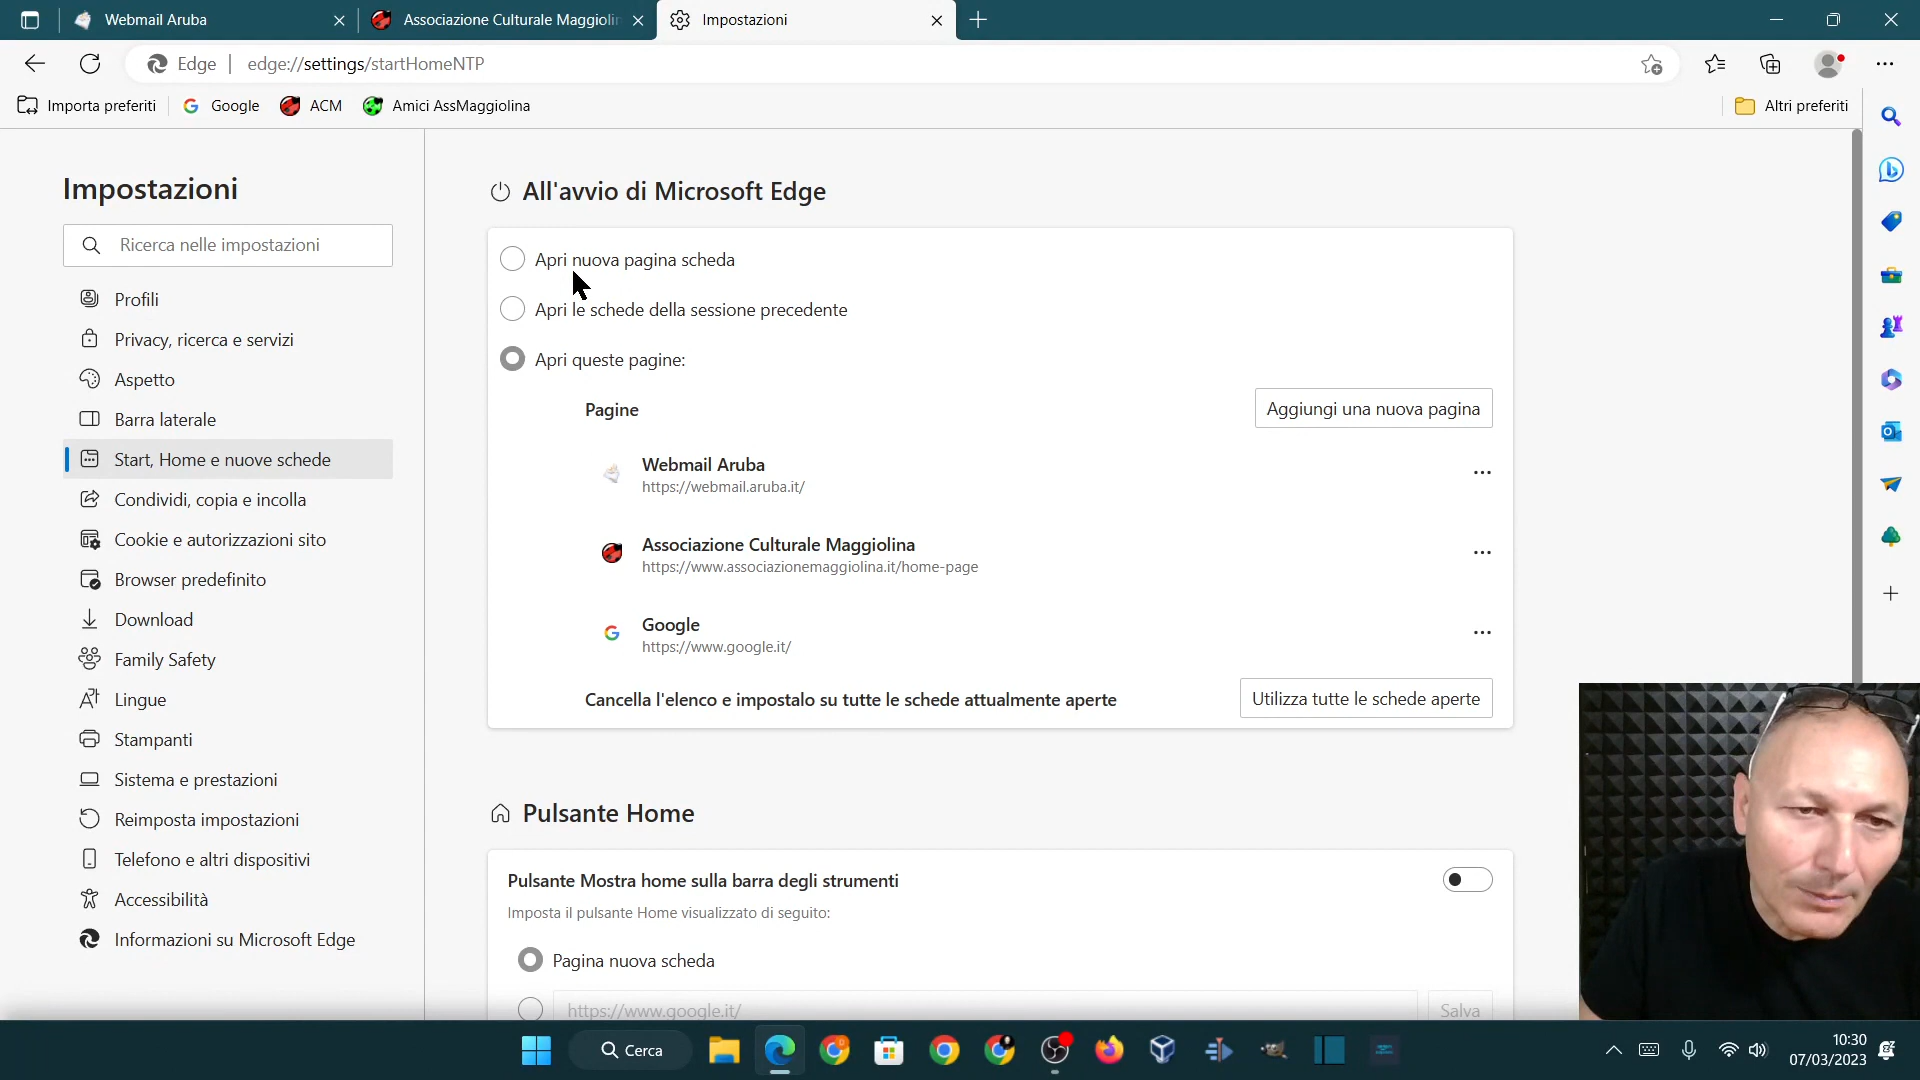 Webmail Aruba
Associazione Culturale Maggiolin
Impostazioni
Edge
edge://settings/startHomeNTP
Importa preferiti
Google
ACM
Amici AssMaggiolina
Altri preferiti
Impostazioni
Ricerca nelle impostazioni
Profili
Privacy, ricerca e servizi
Aspetto
Barra laterale
Start, Home e nuove schede
Condividi, copia e incolla
Cookie e autorizzazioni sito
Browser predefinito
Download
Family Safety
Lingue
Stampanti
Sistema e prestazioni
Reimposta impostazioni
Telefono e altri dispositivi
Accessibilità
Informazioni su Microsoft Edge
All'avvio di Microsoft Edge
Apri nuova pagina scheda
Apri le schede della sessione precedente
Apri queste pagine:
Pagine
Aggiungi una nuova pagina
Webmail Aruba
https://webmail.aruba.it/
Associazione Culturale Maggiolina
https://www.associazionemaggiolina.it/home-page
Google
https://www.google.it/
Cancella l'elenco e impostalo su tutte le schede attualmente aperte
Utilizza tutte le schede aperte
Pulsante Home
Pulsante Mostra home sulla barra degli strumenti
Imposta il pulsante Home visualizzato di seguito:
Pagina nuova scheda
https://www.google.it/
Salva
Cerca
10:30
07/03/2023